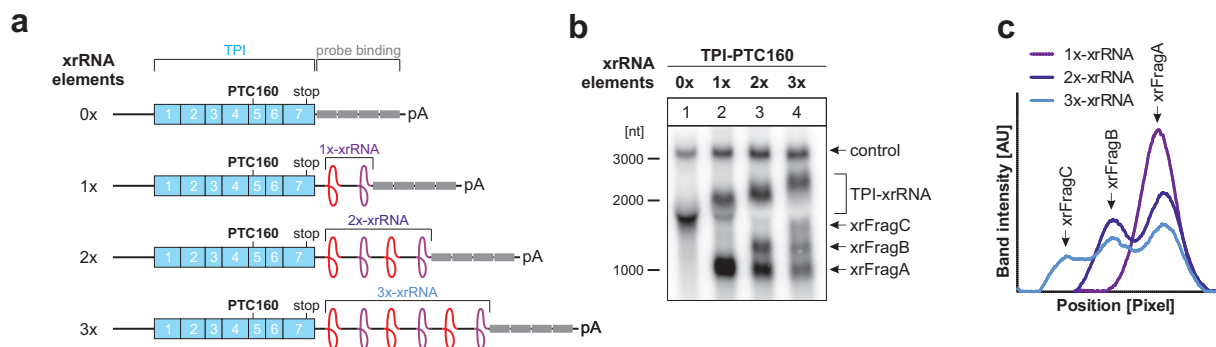 a
TPI
probe binding
xrRNA
elements
PTC160
stop
0x
1 2 3 4 5 6 7
pA
1x-xrRNA
PTC160
stop
1x
1 2 3 4 5 6 7
pA
2x-xrRNA
PTC160
stop
2x
1 2 3 4 5 6 7
pA
3x-xrRNA
PTC160
stop
3x
1 2 3 4 5 6 7
pA
b
TPI-PTC160
xrRNA
elements
0x 1x 2x 3x
1 2 3 4
[nt]
3000
2000
1000
control
TPI-xrRNA
xrFragC
xrFragB
xrFragA
c
1x-xrRNA
2x-xrRNA
3x-xrRNA
xrFragC
xrFragB
xrFragA
Band intensity [AU]
Position [Pixel]